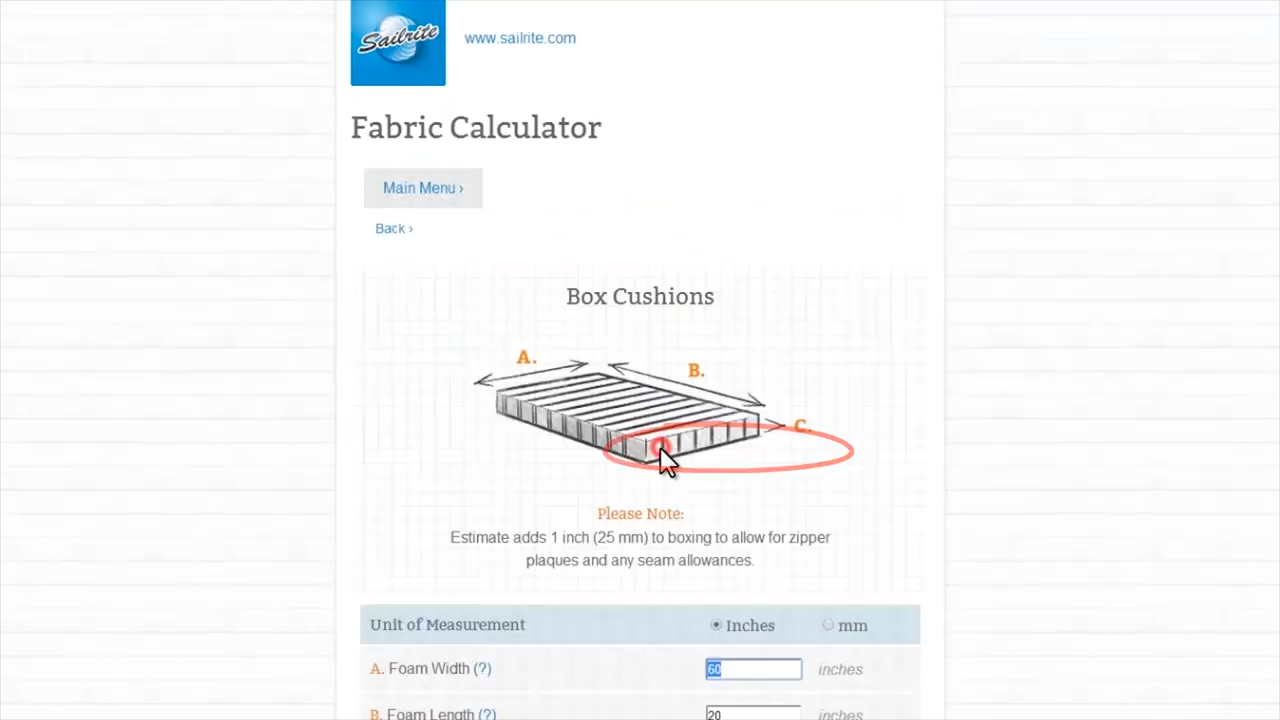 Sailrite
www.sailrite.com
Fabric Calculator
Main Menu ›
Back ›
Box Cushions
A.
B.
C.
Please Note:
Estimate adds 1 inch (25 mm) to boxing to allow for zipper
plaques and any seam allowances.
Unit of Measurement Inches mm
A. Foam Width (?) 60 inches
B. Foam Length (?) 20 inches